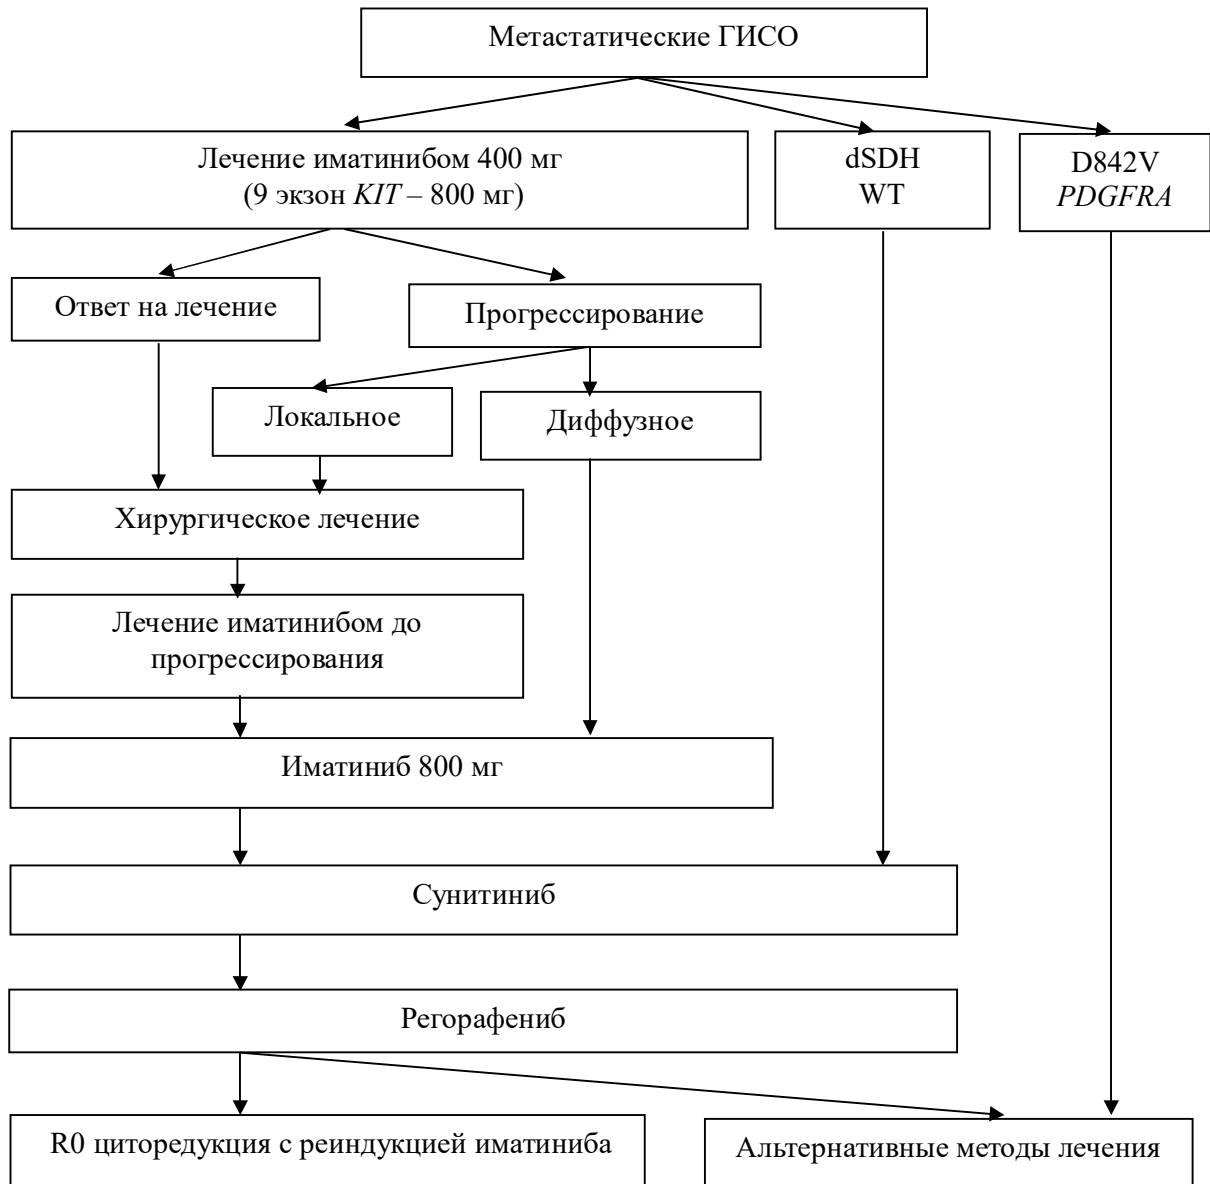 Метастатические ГИСО
Лечение иматинибом 400 мг
(9 экзон KIT – 800 мг)
dSDH
WT
D842V
PDGFRA
Ответ на лечение
Прогрессирование
Локальное
Диффузное
Хирургическое лечение
Лечение иматинибом до
прогрессирования
Иматиниб 800 мг
Сунитиниб
Регорафениб
R0 циторедукция с реиндукцией иматиниба
Альтернативные методы лечения